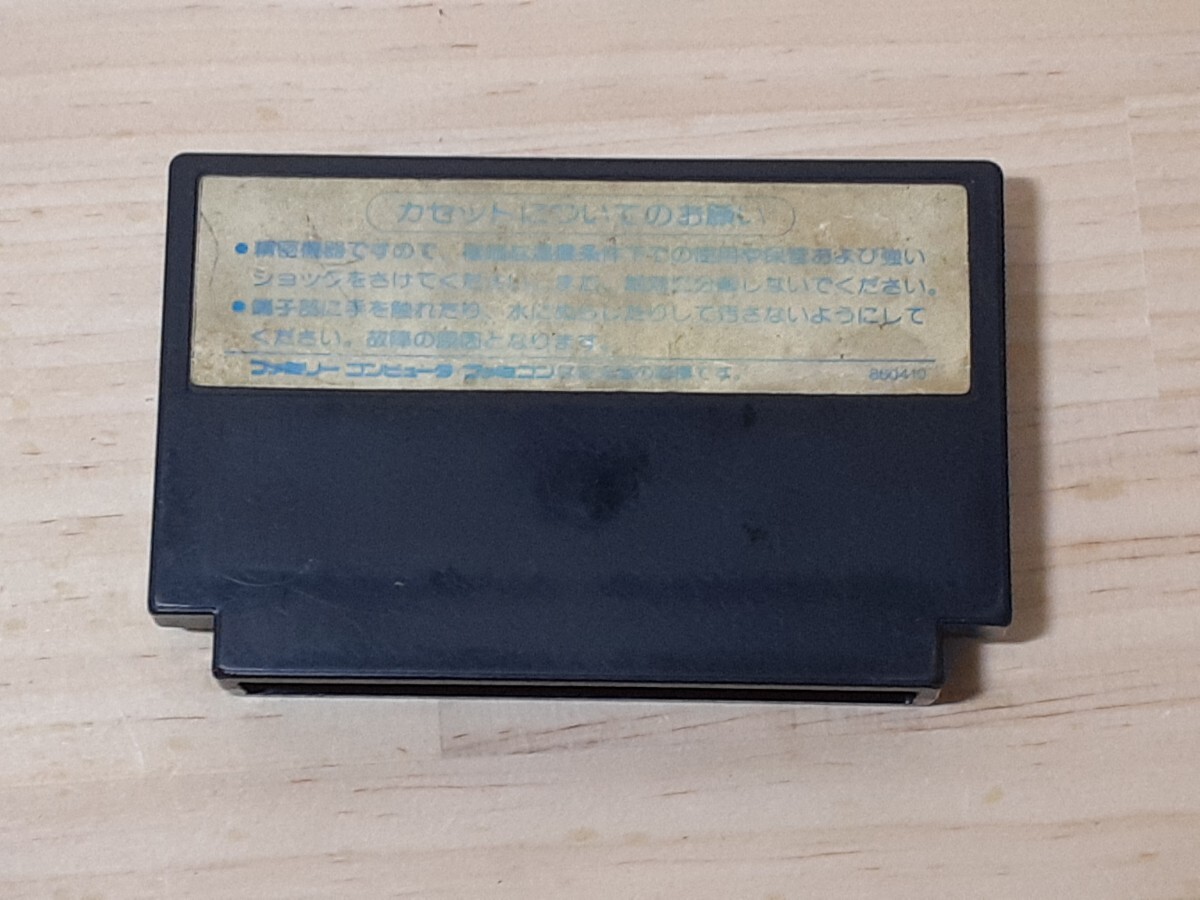 カセットについてのお願い
●精密機器ですので、極端な温度条件下での使用や保管および強い
ショックをさけてください。また、絶対に分解しないでください。
●端子部に手を触れたり、水にぬらしたりして汚さないようにして
ください。故障の原因となります。
ファミリーコンピュータ ファミコンは任天堂の商標です。 850410